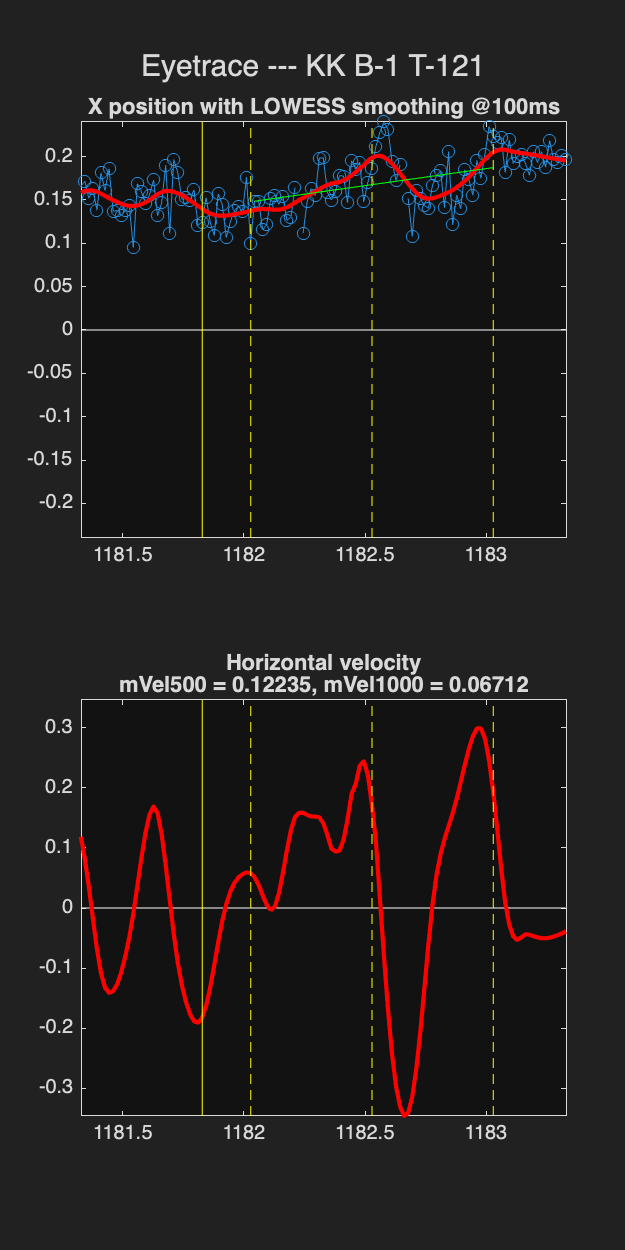 Eyetrace --- KK B-1 T-121
X position with LOWESS smoothing @100ms
0.2
0.15
0.1
0.05
0
-0.05
-0.1
-0.15
-0.2
1181.5 1182 1182.5 1183
Horizontal velocity
mVel500 = 0.12235, mVel1000 = 0.06712
0.3
0.2
0.1
0
-0.1
-0.2
-0.3
1181.5 1182 1182.5 1183